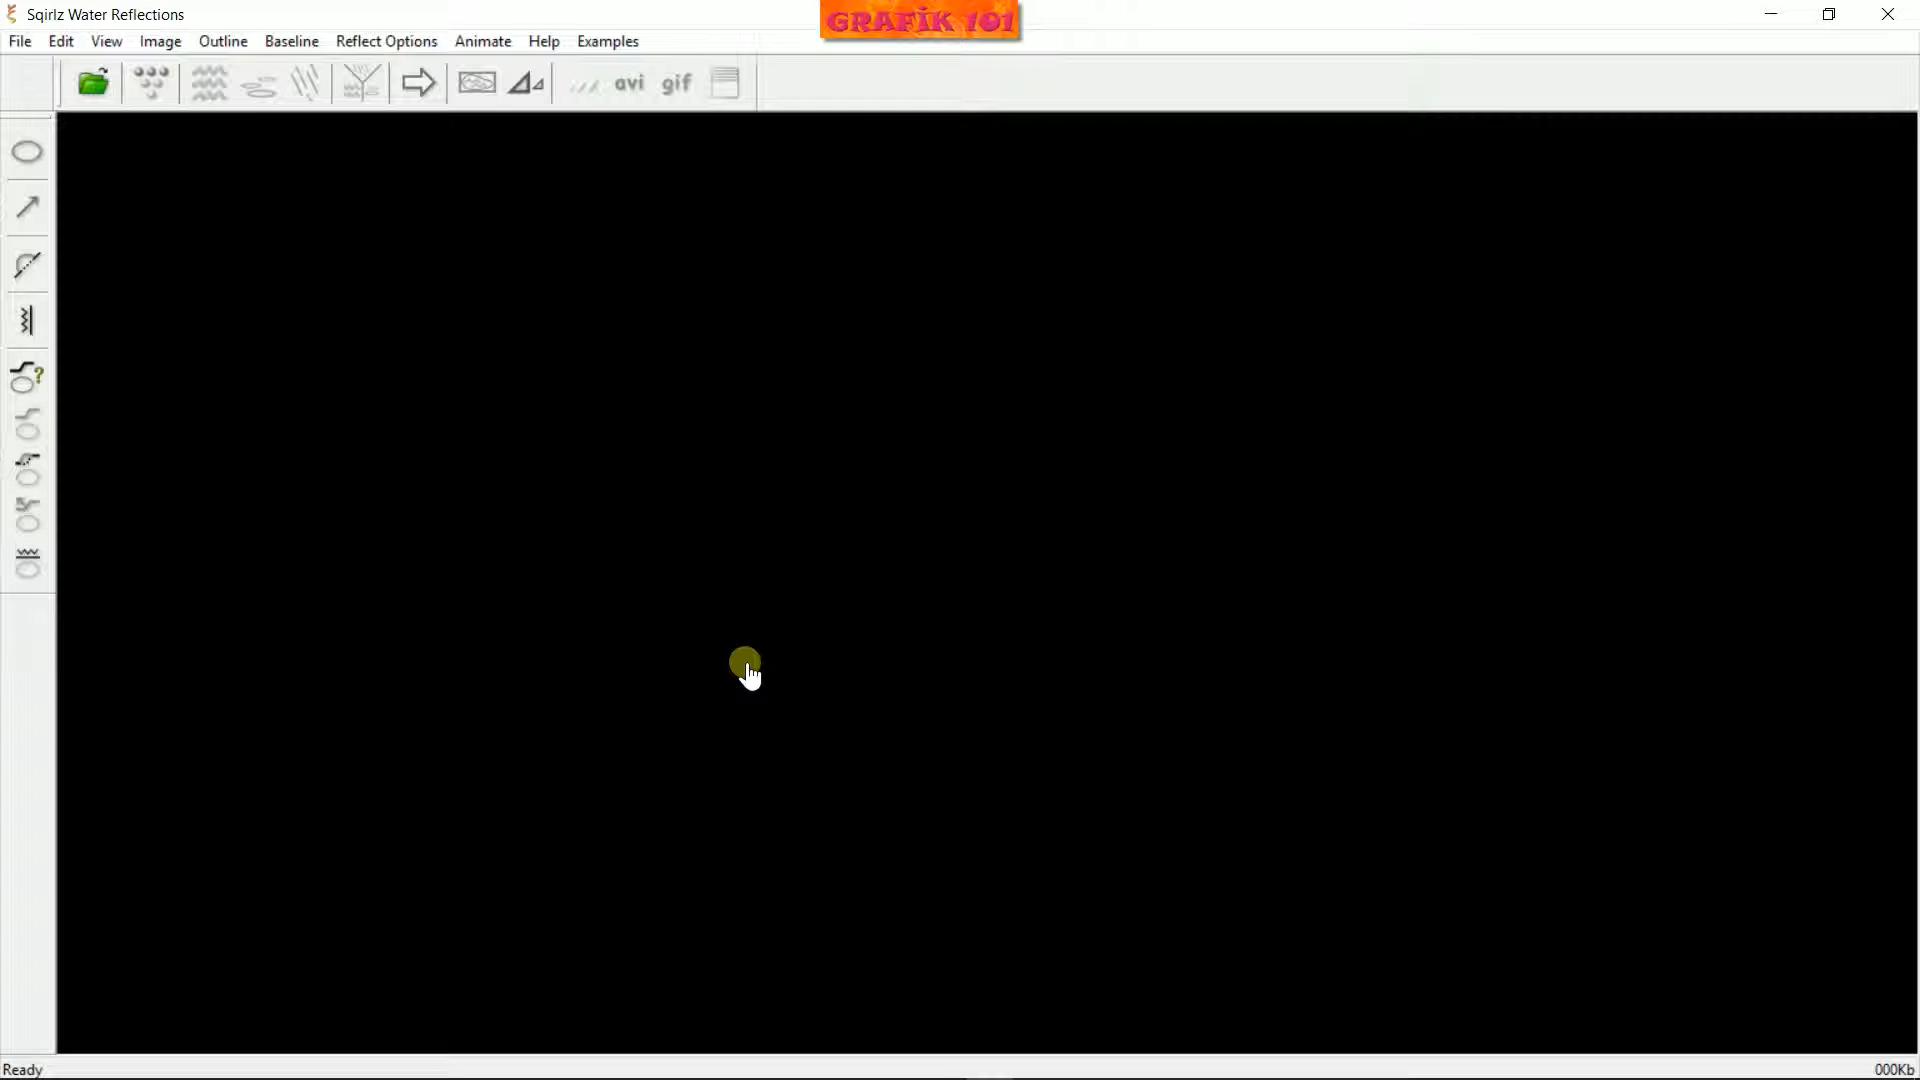 Sqirlz Water Reflections
GRAFİK 101
File Edit View Image Outline Baseline Reflect Options Animate Help Examples
avi gif
?
Ready 000Kb